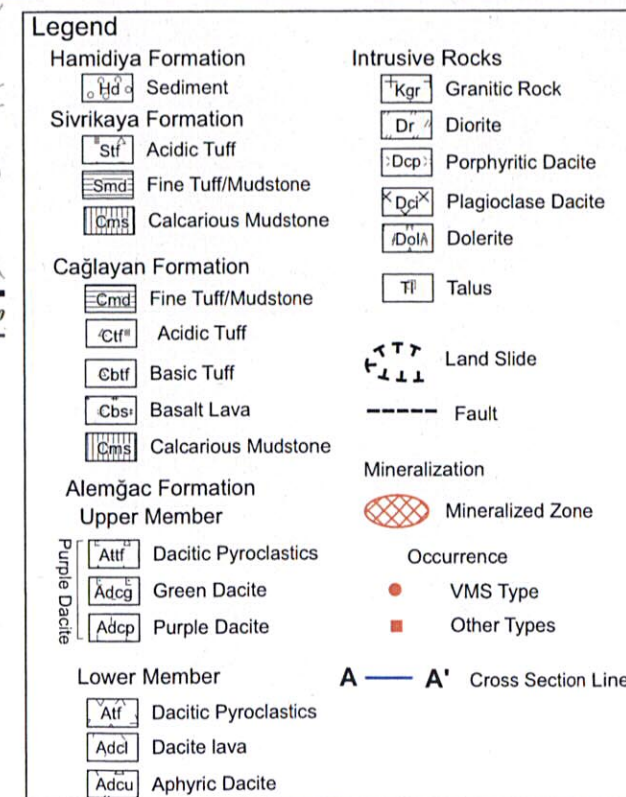 Legend
Hamidiya Formation
Hd Sediment
Sivrikaya Formation
Stf Acidic Tuff
Smd Fine Tuff/Mudstone
Cms Calcarious Mudstone
Cağlayan Formation
Cmd Fine Tuff/Mudstone
Ctf Acidic Tuff
Cbtf Basic Tuff
Cbs Basalt Lava
Cms Calcarious Mudstone
Alemğac Formation
Upper Member
Purple Dacite
Attf Dacitic Pyroclastics
Adcg Green Dacite
Adcp Purple Dacite
Lower Member
Atf Dacitic Pyroclastics
Adcl Dacite lava
Adcu Aphyric Dacite
Intrusive Rocks
Kgr Granitic Rock
Dr Diorite
Dcp Porphyritic Dacite
Dci Plagioclase Dacite
Dol Dolerite
Talus
Land Slide
Fault
Mineralization
Mineralized Zone
Occurrence
VMS Type
Other Types
A A' Cross Section Line